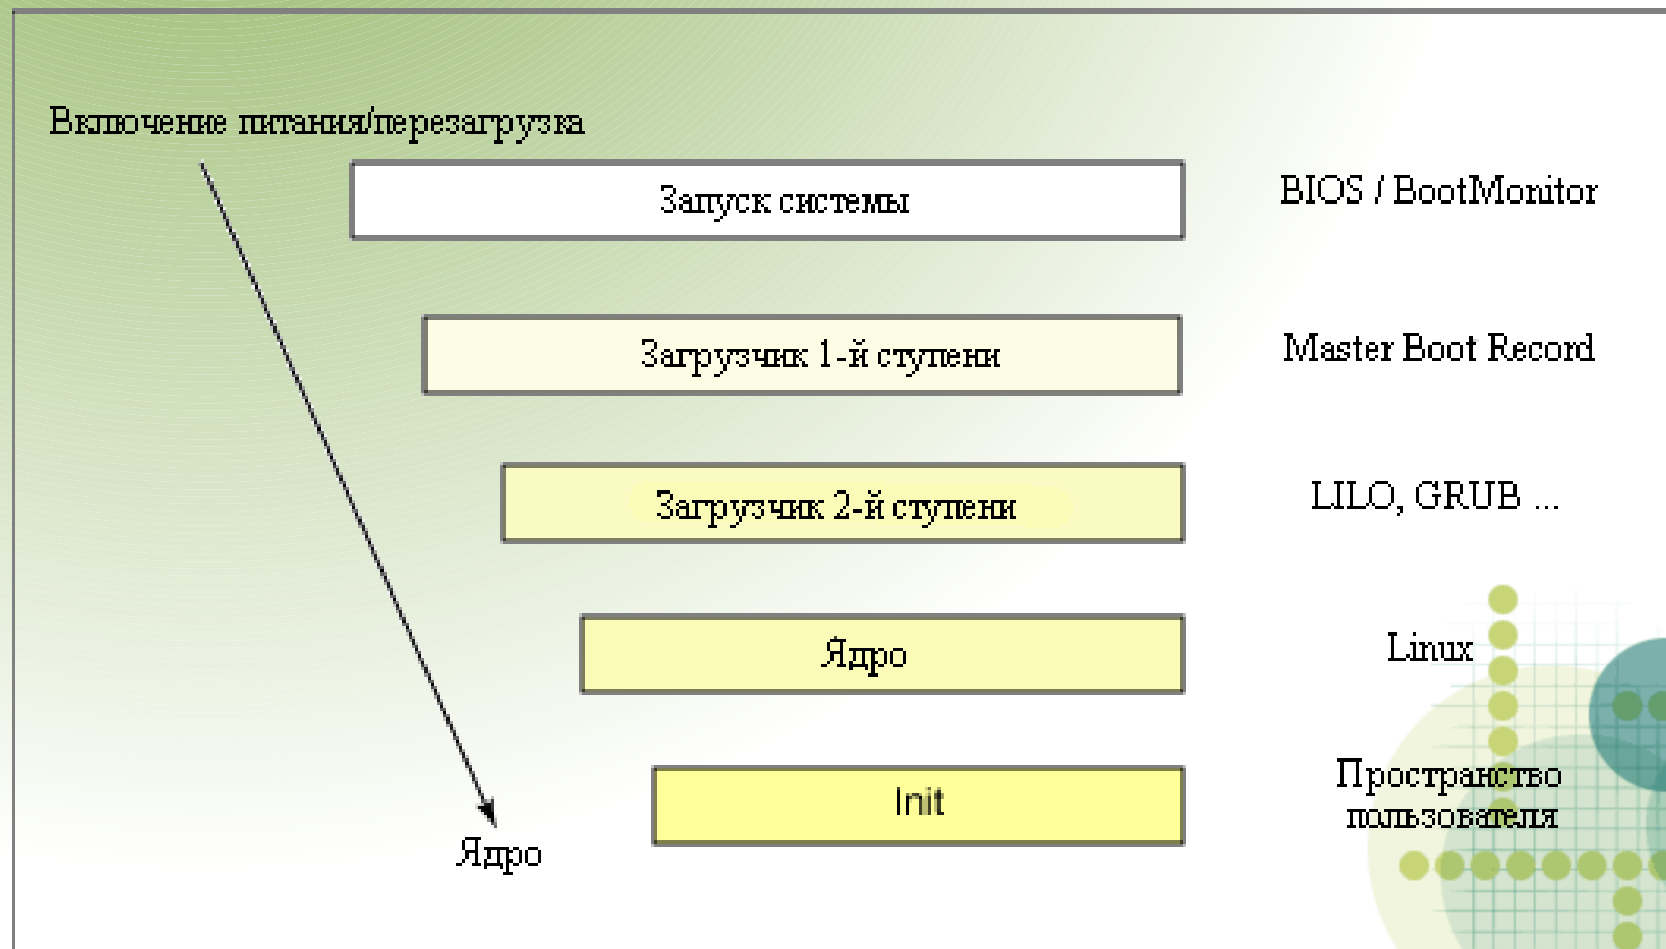 Включение питания/перезагрузка
Запуск системы
BIOS / BootMonitor
Загрузчик 1-й ступени
Master Boot Record
Загрузчик 2-й ступени
LILO, GRUB ...
Ядро
Linux
Init
Пространство
пользователя
Ядро